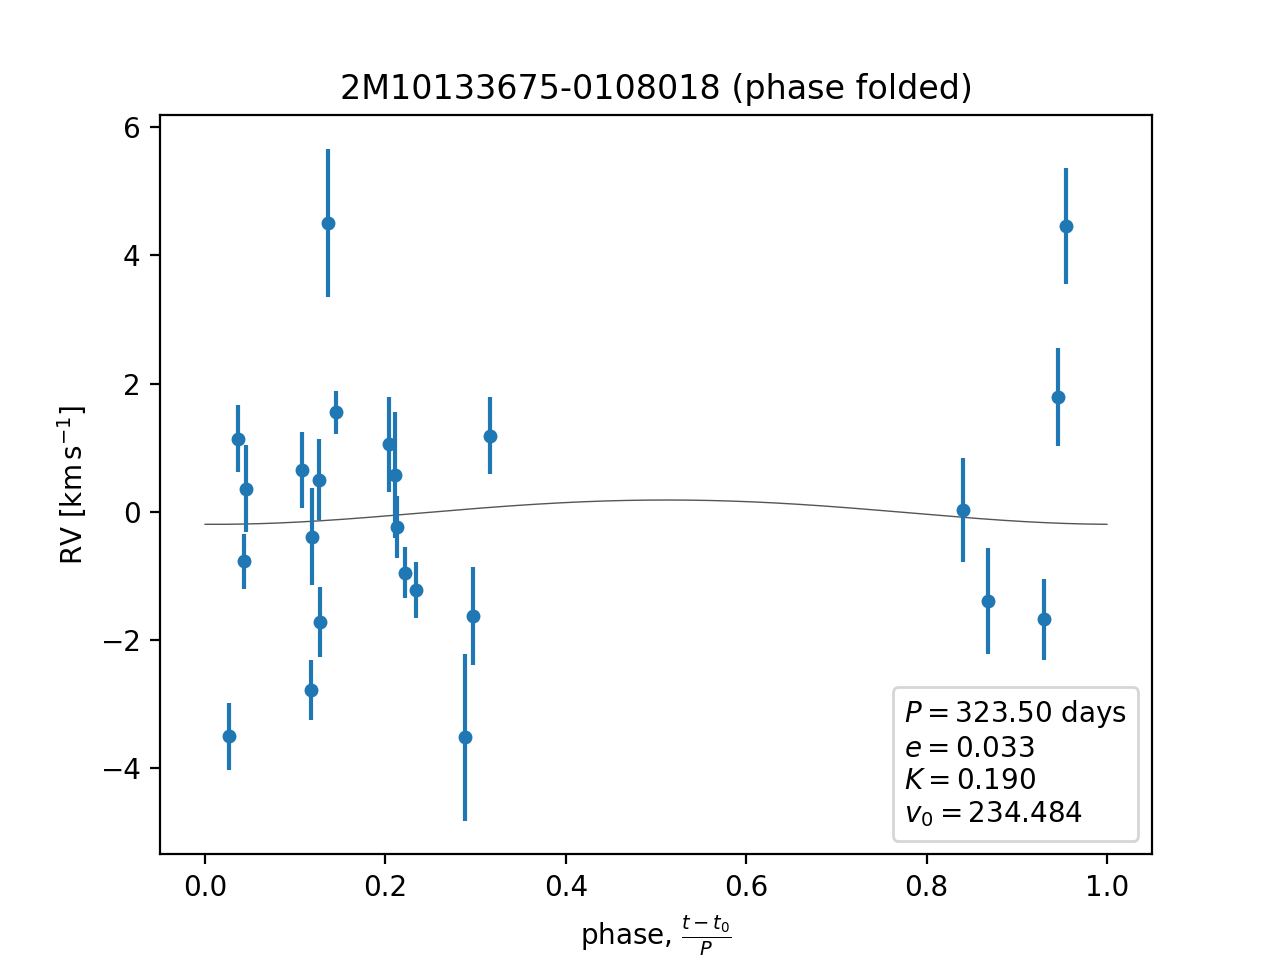 2M10133675-0108018 (phase folded)
6
4
2
0
−2
−4
RV [km s⁻¹]
P = 323.50 days
e = 0.033
K = 0.190
v₀ = 234.484
0.0 0.2 0.4 0.6 0.8 1.0
phase, (t − t₀)/P